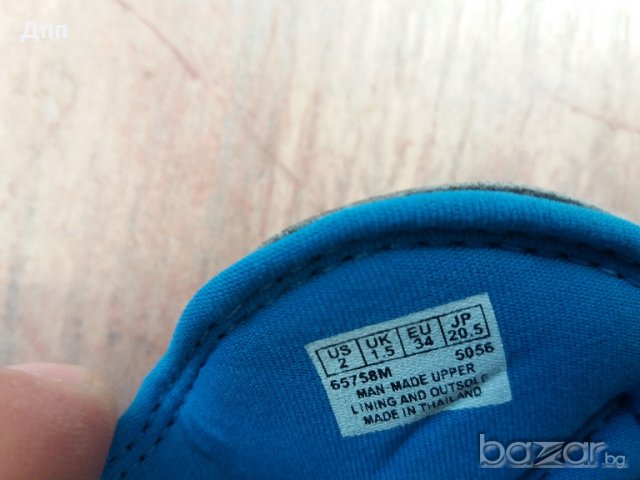 Дпп
US UK EU JP
2 1.5 34 20.5
65758M 5056
MAN-MADE UPPER
LINING AND OUTSOLE
MADE IN THAILAND
bazar.bg